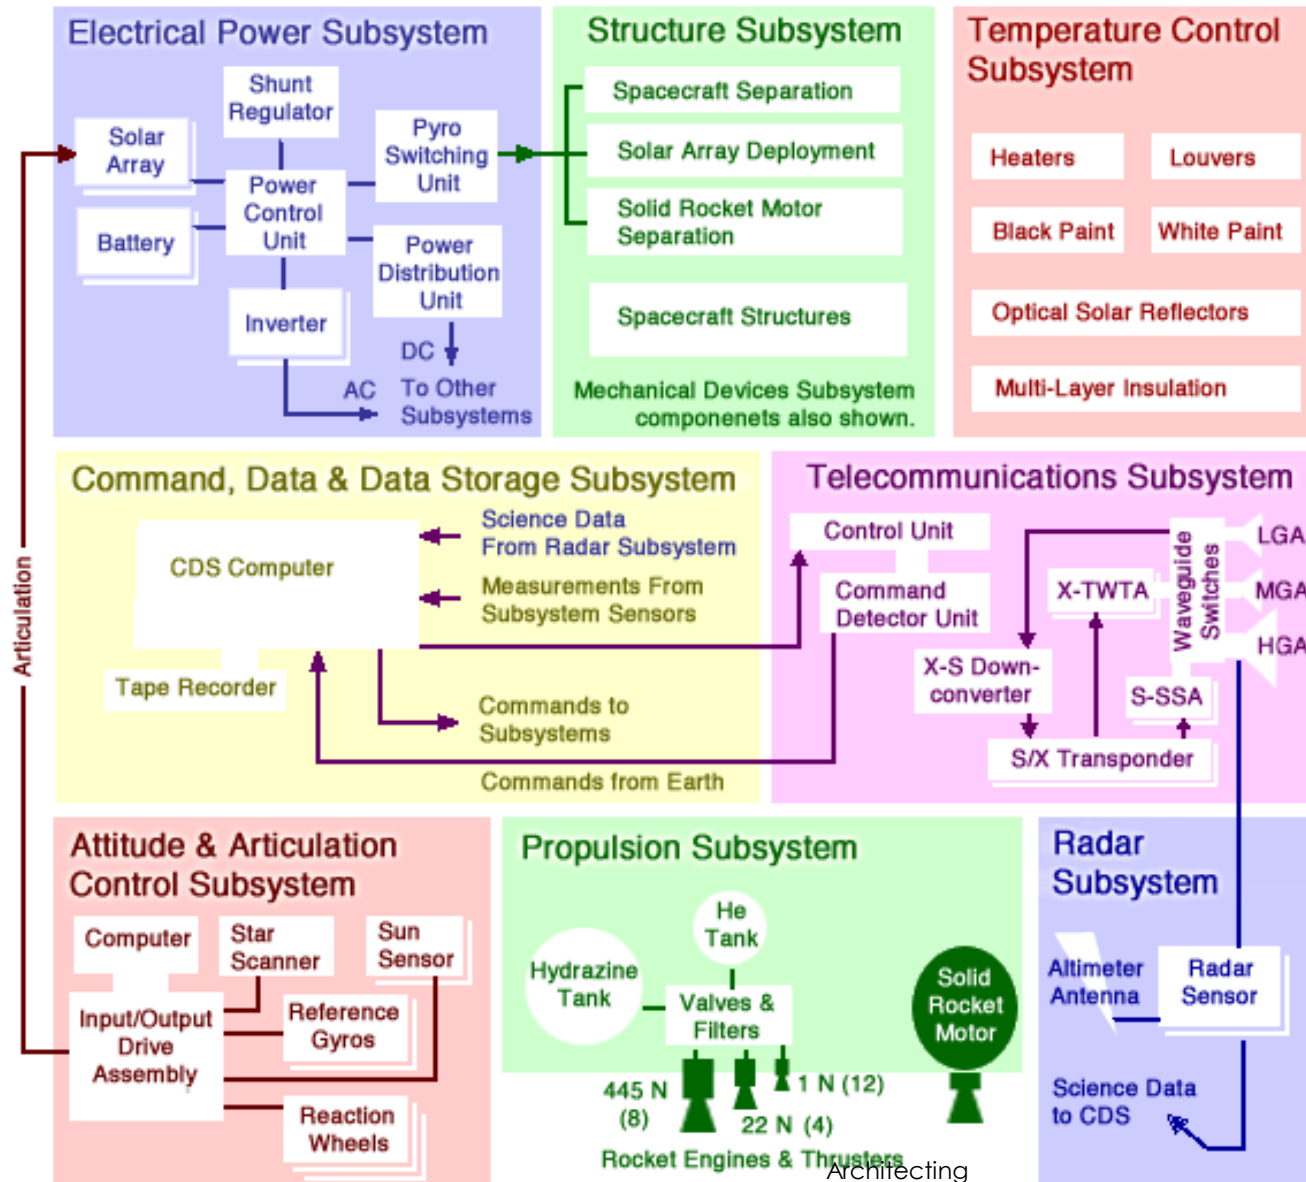 Electrical Power Subsystem
Shunt
Regulator
Solar
Array
Pyro
Switching
Unit
Power
Control
Unit
Battery
Power
Distribution
Unit
Inverter
DC
AC
To Other
Subsystems
Structure Subsystem
Spacecraft Separation
Solar Array Deployment
Solid Rocket Motor
Separation
Spacecraft Structures
Mechanical Devices Subsystem
componenets also shown.
Temperature Control
Subsystem
Heaters
Louvers
Black Paint
White Paint
Optical Solar Reflectors
Multi-Layer Insulation
Articulation
Command, Data & Data Storage Subsystem
CDS Computer
Science Data
From Radar Subsystem
Measurements From
Subsystem Sensors
Tape Recorder
Commands to
Subsystems
Commands from Earth
Telecommunications Subsystem
Control Unit
Command
Detector Unit
X-TWTA
Waveguide
Switches
LGA
MGA
HGA
X-S Down-
converter
S-SSA
S/X Transponder
Attitude & Articulation
Control Subsystem
Computer
Star
Scanner
Sun
Sensor
Input/Output
Drive
Assembly
Reference
Gyros
Reaction
Wheels
Propulsion Subsystem
He
Tank
Hydrazine
Tank
Valves &
Filters
Solid
Rocket
Motor
445 N
(8)
22 N (4)
1 N (12)
Rocket Engines & Thrusters
Architecting
Radar
Subsystem
Altimeter
Antenna
Radar
Sensor
Science Data
to CDS